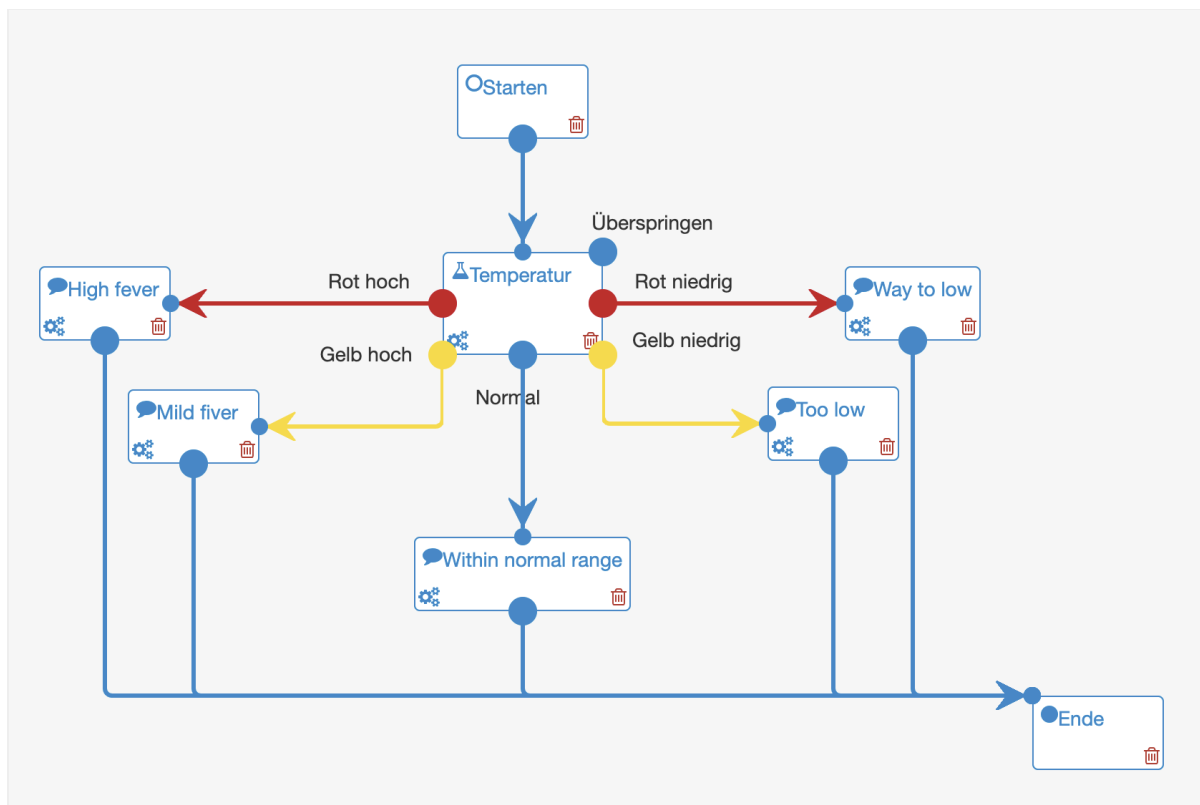 Starten
Überspringen
Temperatur
Rot hoch
Rot niedrig
High fever
Way to low
Gelb hoch
Gelb niedrig
Normal
Mild fiver
Too low
Within normal range
Ende